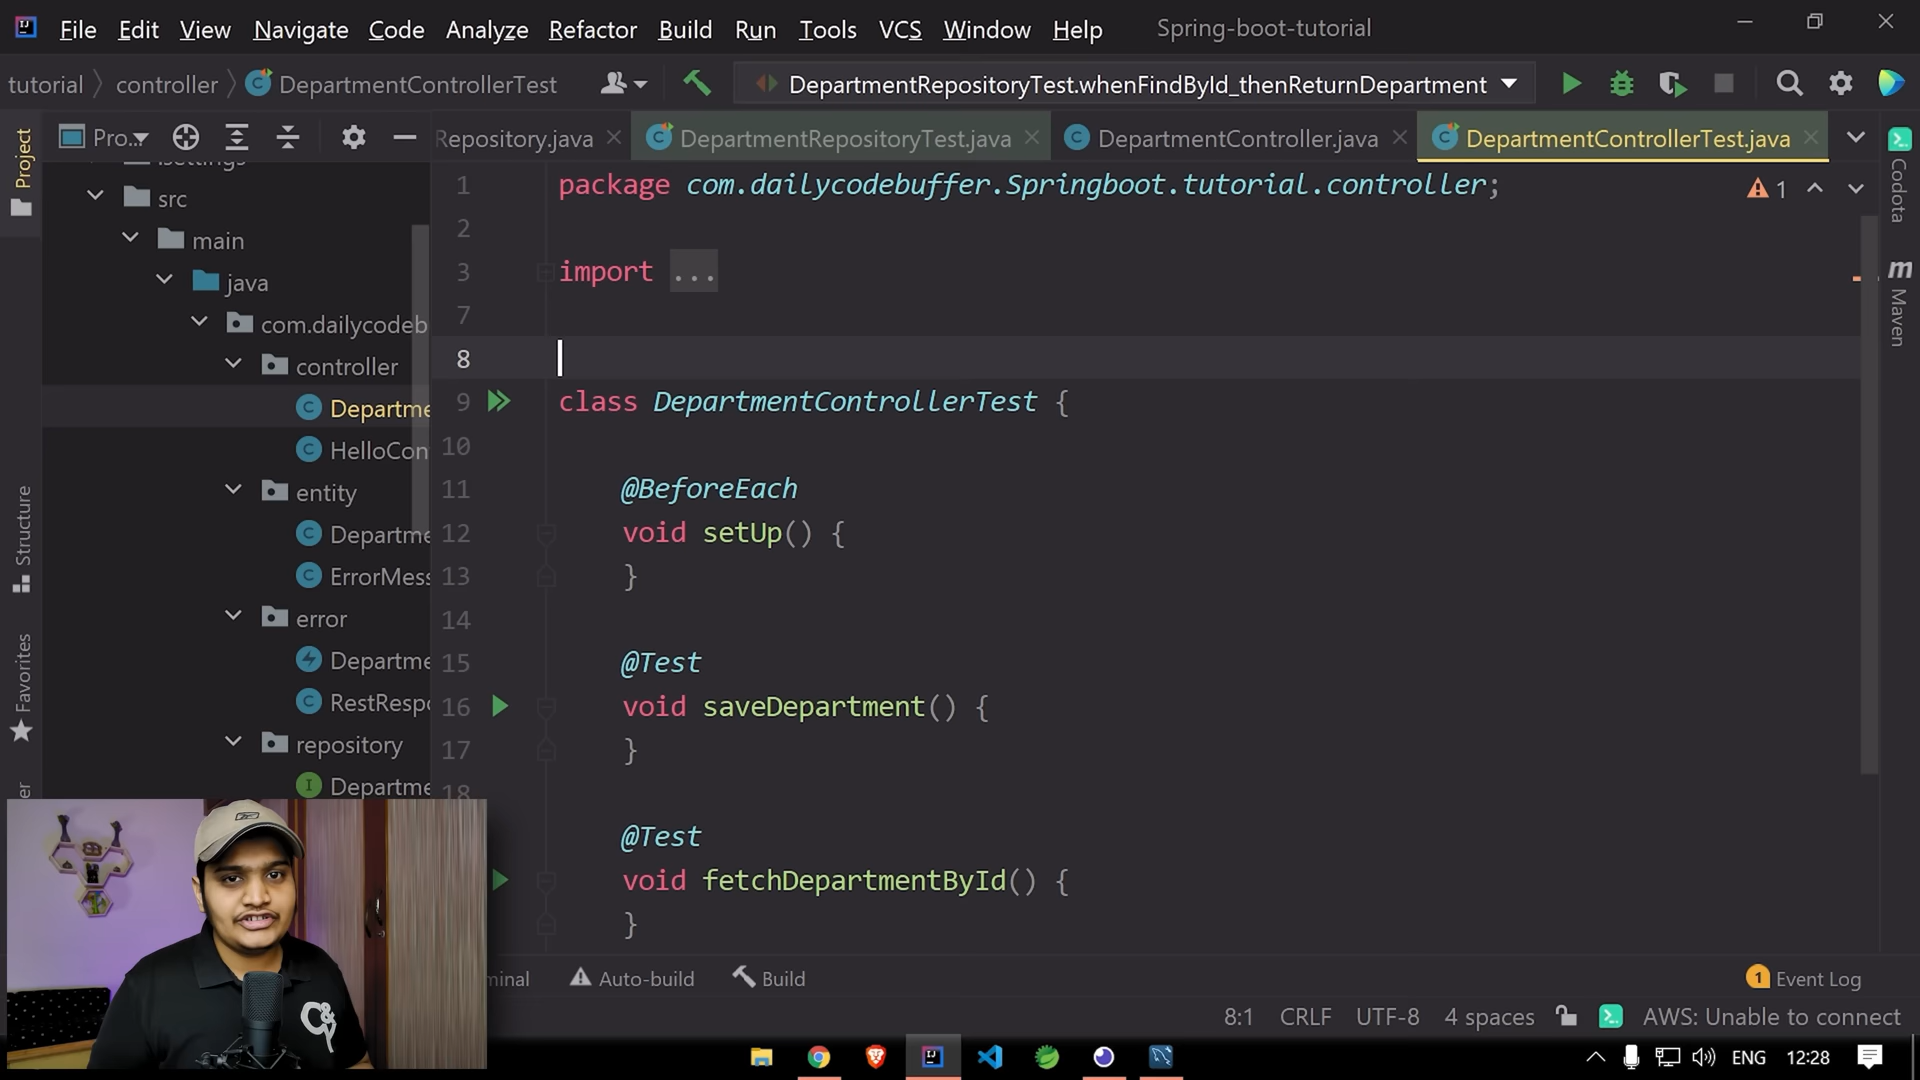 File Edit View Navigate Code Analyze Refactor Build Run Tools VCS Window Help Spring-boot-tutorial
tutorial controller DepartmentControllerTest DepartmentRepositoryTest.whenFindById_thenReturnDepartment
Pro... Repository.java DepartmentRepositoryTest.java DepartmentController.java DepartmentControllerTest.java
Project
Structure
Favorites
src
main
java
com.dailycodeb
controller
Departme
HelloCon
entity
Departme
ErrorMess
error
Departme
RestRespo
repository
Departme
1 package com.dailycodebuffer.Springboot.tutorial.controller;
2
3 import ...
7
8
9 class DepartmentControllerTest {
10
11 @BeforeEach
12 void setUp() {
13 }
14
15 @Test
16 void saveDepartment() {
17 }
18
@Test
void fetchDepartmentById() {
}
1
Codota
Maven
minal Auto-build Build 1 Event Log
8:1 CRLF UTF-8 4 spaces AWS: Unable to connect
ENG 12:28